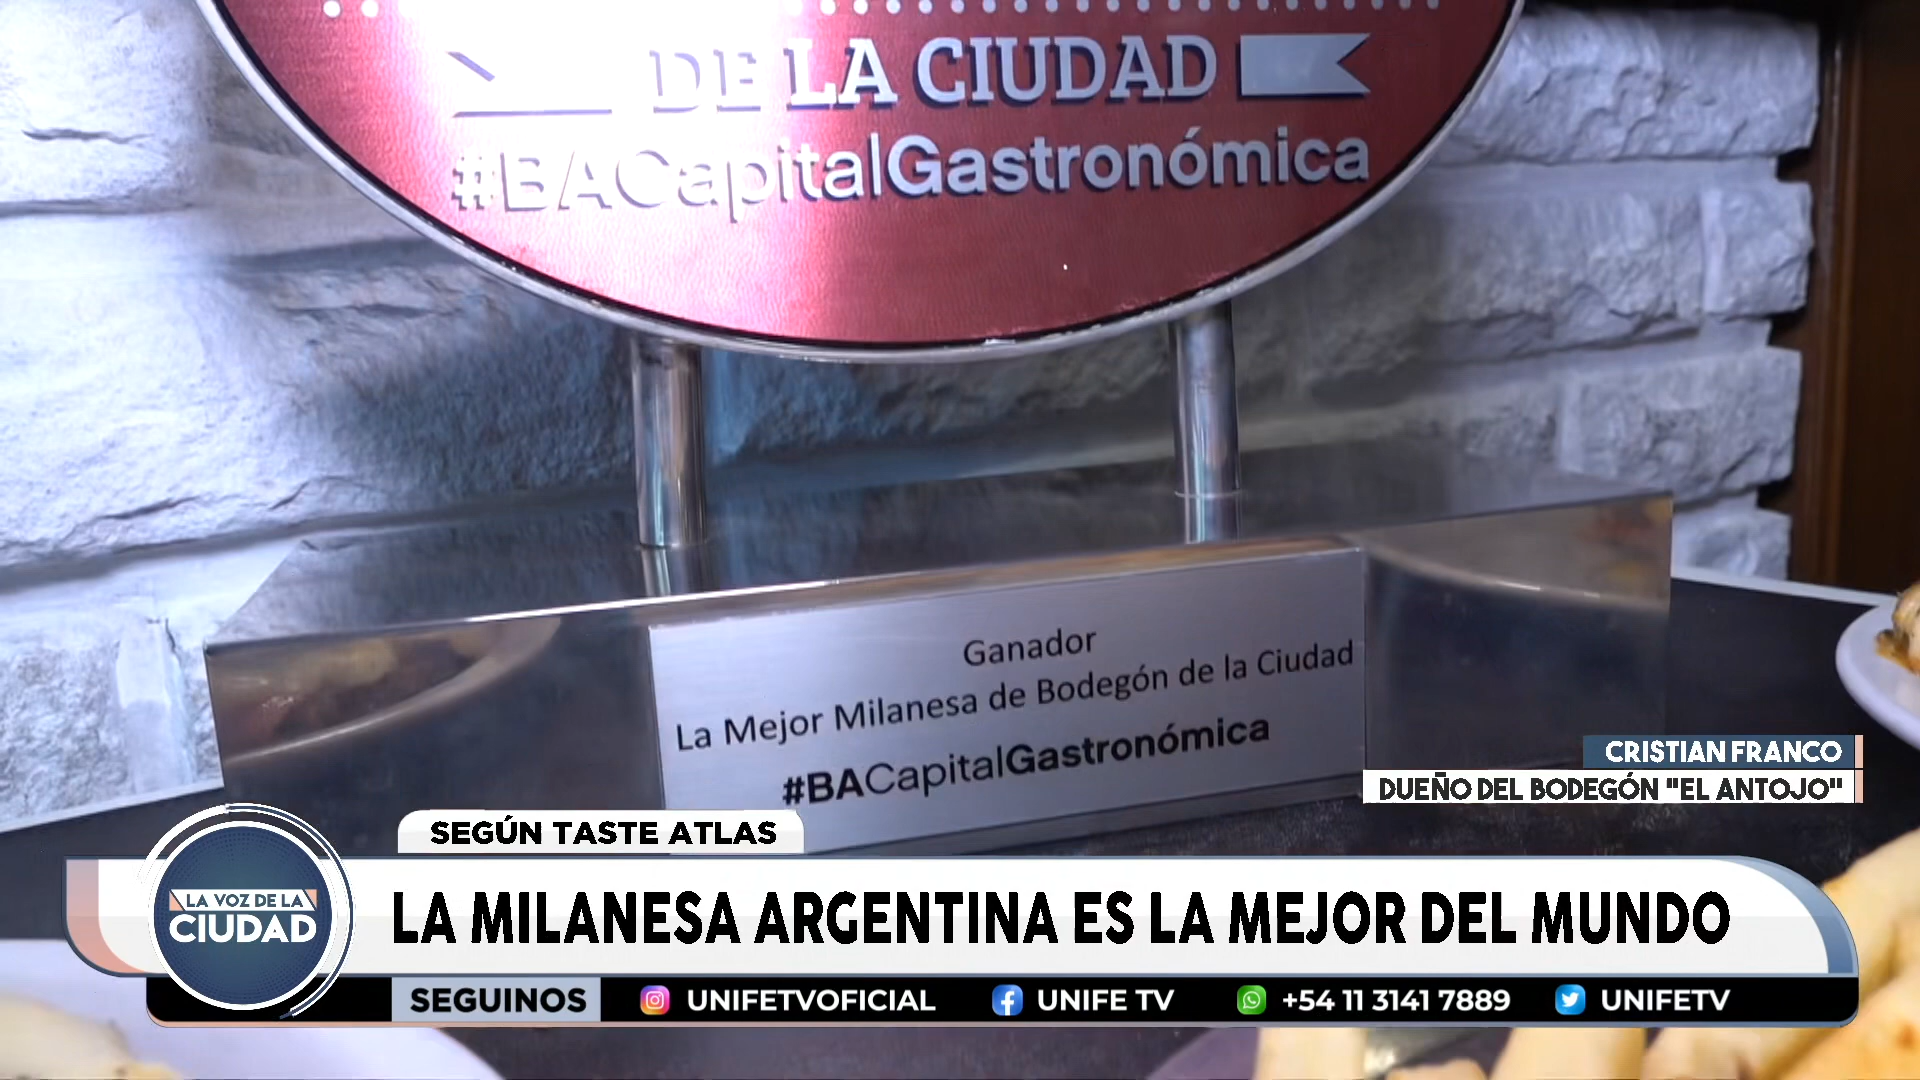 DE LA CIUDAD
#BACapitalGastronómica
Ganador
La Mejor Milanesa de Bodegón de la Ciudad
#BACapitalGastronómica
CRISTIAN FRANCO
DUEÑO DEL BODEGÓN "EL ANTOJO"
SEGÚN TASTE ATLAS
LA VOZ DE LA
CIUDAD
LA MILANESA ARGENTINA ES LA MEJOR DEL MUNDO
SEGUINOS UNIFETVOFICIAL UNIFE TV +54 11 3141 7889 UNIFETV